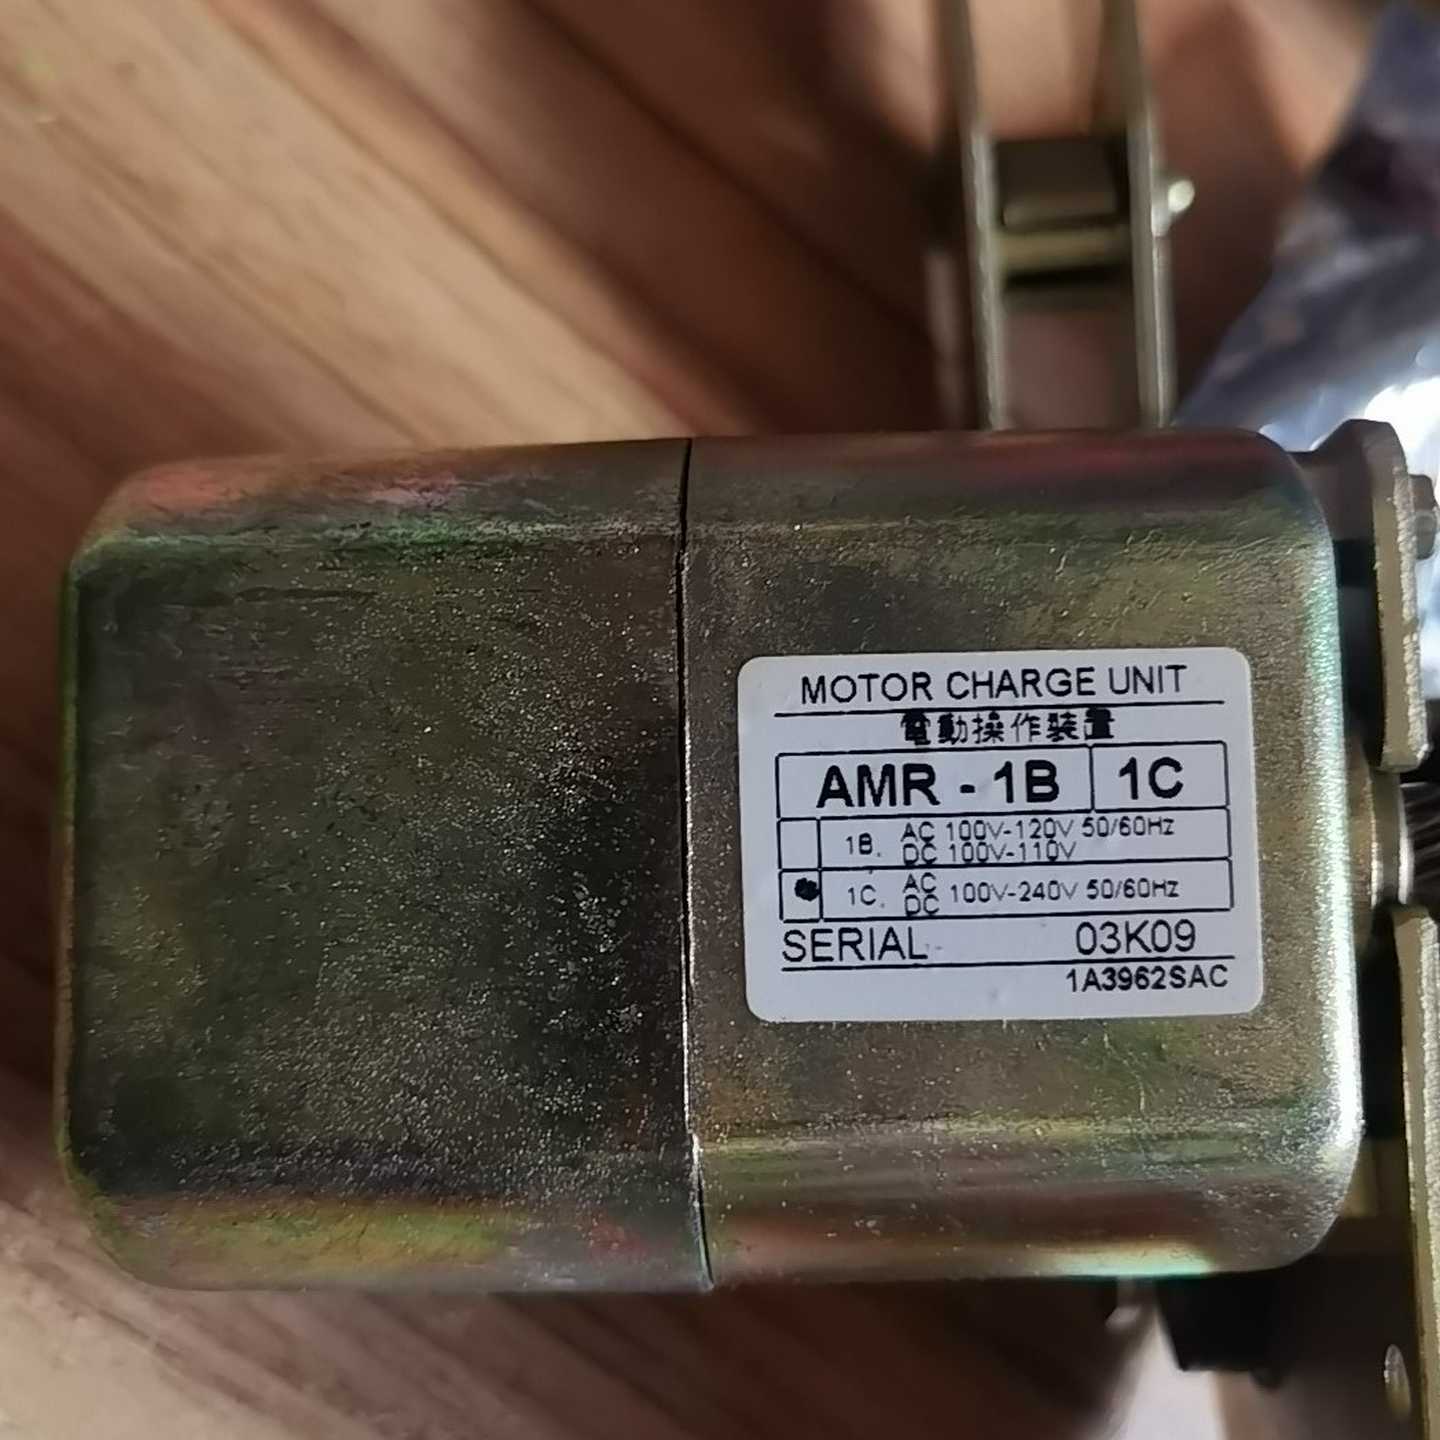 MOTOR CHARGE UNIT
電動操作裝置
AMR - 1B 1C
1B. AC 100V-120V 50/60Hz
DC 100V-110V
1C. AC
DC 100V-240V 50/60Hz
SERIAL 03K09
1A3962SAC